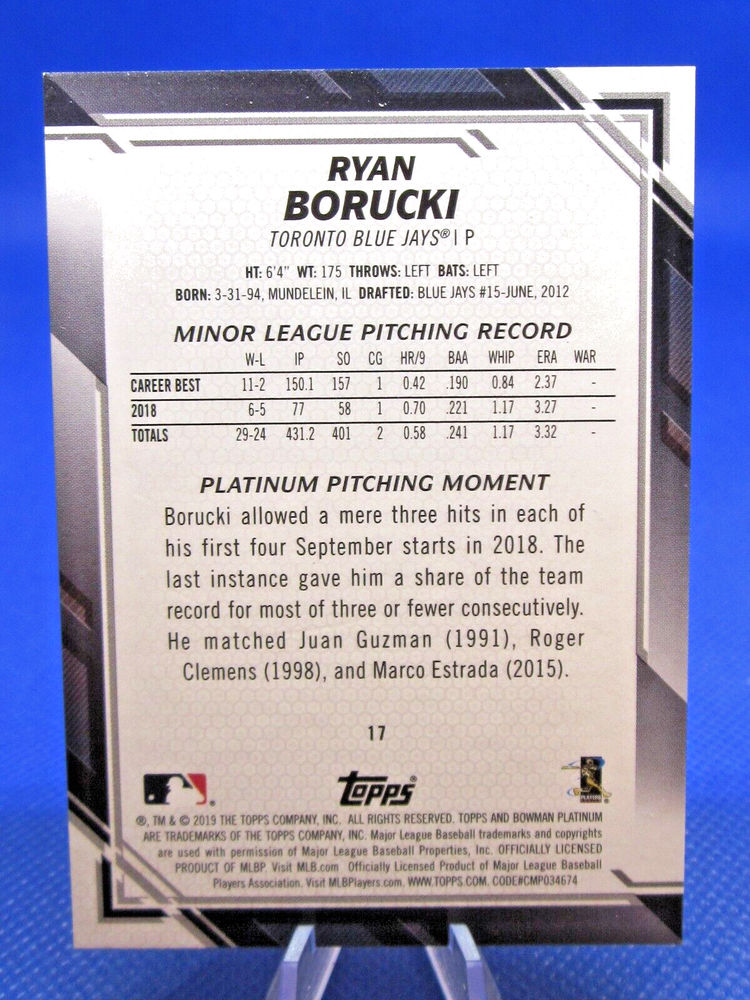 RYAN
BORUCKI
TORONTO BLUE JAYS® | P
HT: 6'4" WT: 175 THROWS: LEFT BATS: LEFT
BORN: 3-31-94, MUNDELEIN, IL DRAFTED: BLUE JAYS #15-JUNE, 2012
MINOR LEAGUE PITCHING RECORD
W-L IP SO CG HR/9 BAA WHIP ERA WAR
CAREER BEST 11-2 150.1 157 1 0.42 .190 0.84 2.37 -
2018 6-5 77 58 1 0.70 .221 1.17 3.27 -
TOTALS 29-24 431.2 401 2 0.58 .241 1.17 3.32 -
PLATINUM PITCHING MOMENT
Borucki allowed a mere three hits in each of
his first four September starts in 2018. The
last instance gave him a share of the team
record for most of three or fewer consecutively.
He matched Juan Guzman (1991), Roger
Clemens (1998), and Marco Estrada (2015).
17
topps®
PLAYERS
®, TM & © 2019 THE TOPPS COMPANY, INC. ALL RIGHTS RESERVED. TOPPS AND BOWMAN PLATINUM
ARE TRADEMARKS OF THE TOPPS COMPANY, INC. Major League Baseball trademarks and copyrights
are used with permission of Major League Baseball Properties, Inc. OFFICIALLY LICENSED
PRODUCT OF MLBP. Visit MLB.com Officially Licensed Product of Major League Baseball
Players Association. Visit MLBPlayers.com. WWW.TOPPS.COM. CODE#CMP034674